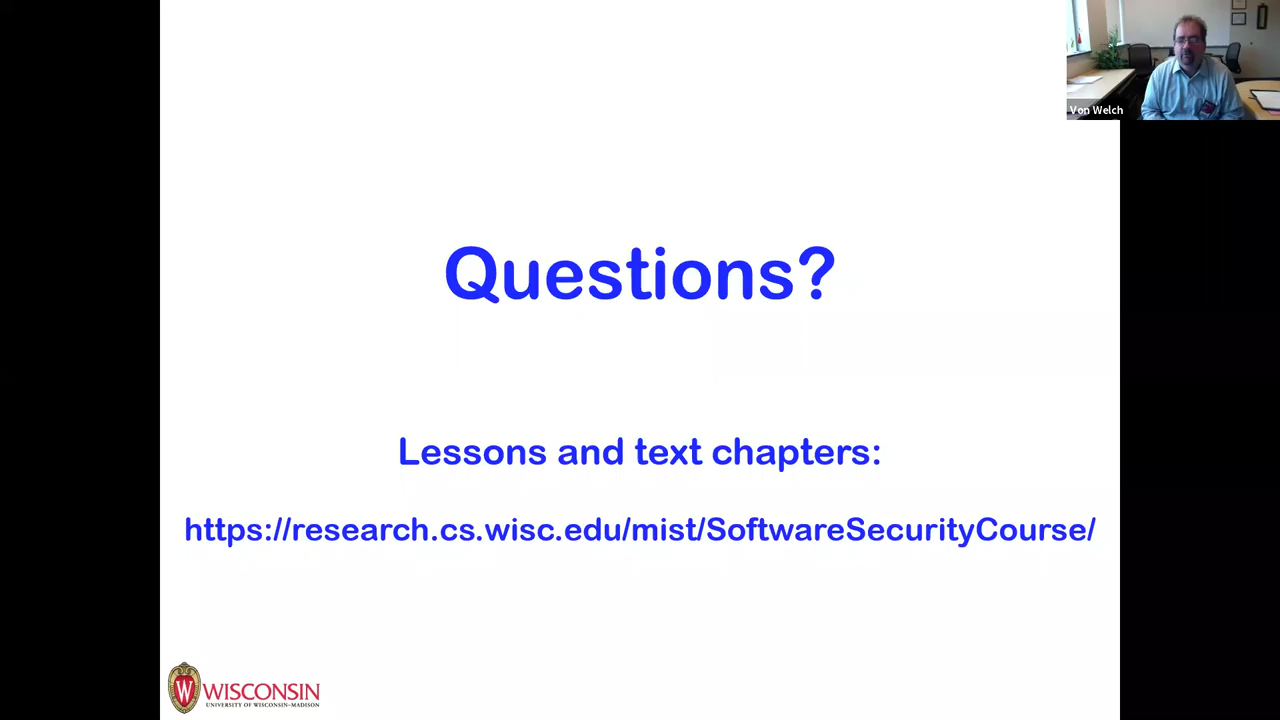 Von Welch
Questions?
Lessons and text chapters:
https://research.cs.wisc.edu/mist/SoftwareSecurityCourse/
W
WISCONSIN
UNIVERSITY OF WISCONSIN–MADISON